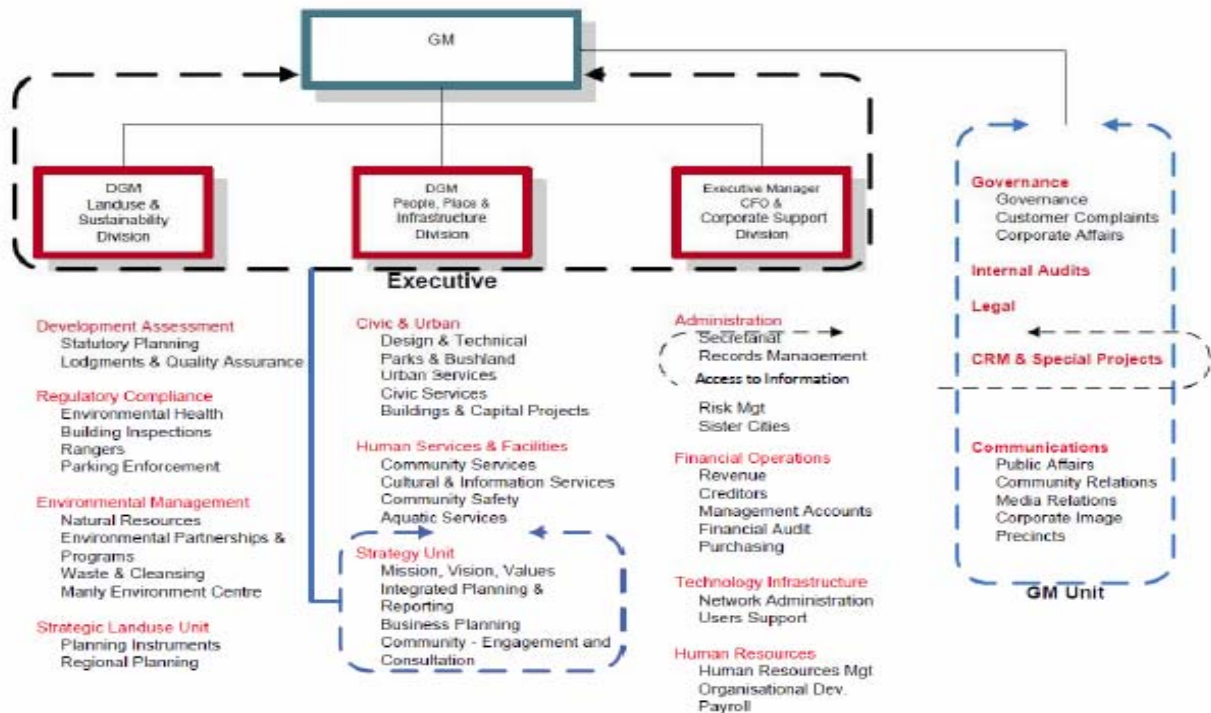 GM
DGM
Landuse &
Sustainability
Division
DGM
People, Place &
Infrastructure
Division
Executive Manager
CFO &
Corporate Support
Division
Executive
Development Assessment
Statutory Planning
Lodgments & Quality Assurance
Regulatory Compliance
Environmental Health
Building Inspections
Rangers
Parking Enforcement
Environmental Management
Natural Resources
Environmental Partnerships &
Programs
Waste & Cleansing
Manly Environment Centre
Strategic Landuse Unit
Planning Instruments
Regional Planning
Civic & Urban
Design & Technical
Parks & Bushland
Urban Services
Civic Services
Buildings & Capital Projects
Human Services & Facilities
Community Services
Cultural & Information Services
Community Safety
Aquatic Services
Strategy Unit
Mission, Vision, Values
Integrated Planning &
Reporting
Business Planning
Community - Engagement and
Consultation
Administration
Secretariat
Records Management
Access to Information
Risk Mgt
Sister Cities
Financial Operations
Revenue
Creditors
Management Accounts
Financial Audit
Purchasing
Technology Infrastructure
Network Administration
Users Support
Human Resources
Human Resources Mgt
Organisational Dev.
Payroll
Governance
Governance
Customer Complaints
Corporate Affairs
Internal Audits
Legal
CRM & Special Projects
Communications
Public Affairs
Community Relations
Media Relations
Corporate Image
Precincts
GM Unit